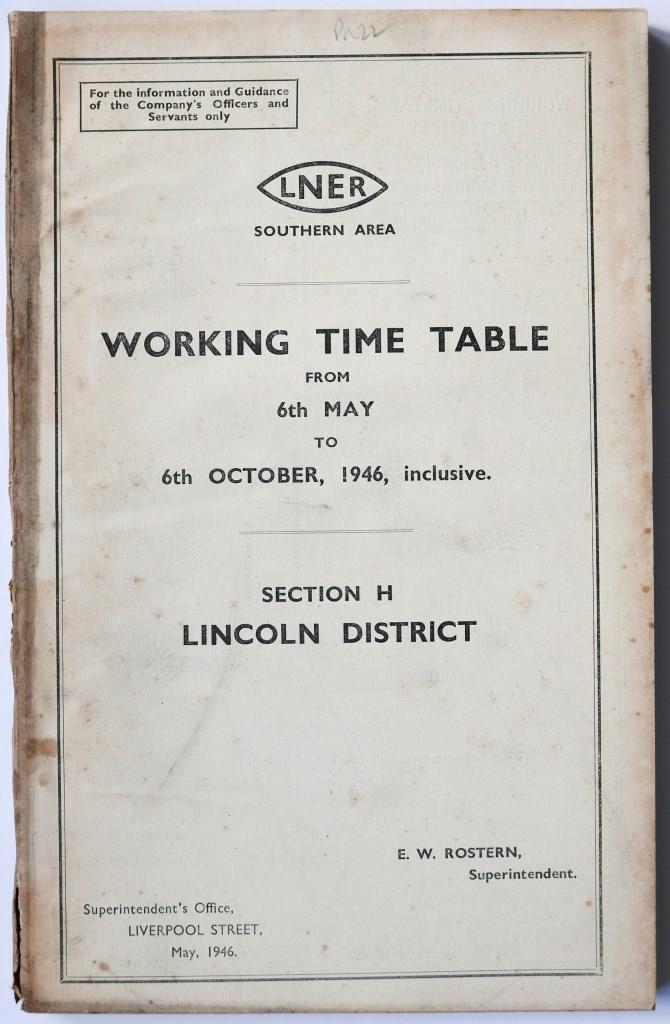 For the information and Guidance
of the Company's Officers and
Servants only
LNER
SOUTHERN AREA
WORKING TIME TABLE
FROM
6th MAY
TO
6th OCTOBER, 1946, inclusive.
SECTION H
LINCOLN DISTRICT
E. W. ROSTERN,
Superintendent.
Superintendent's Office,
LIVERPOOL STREET,
May, 1946.